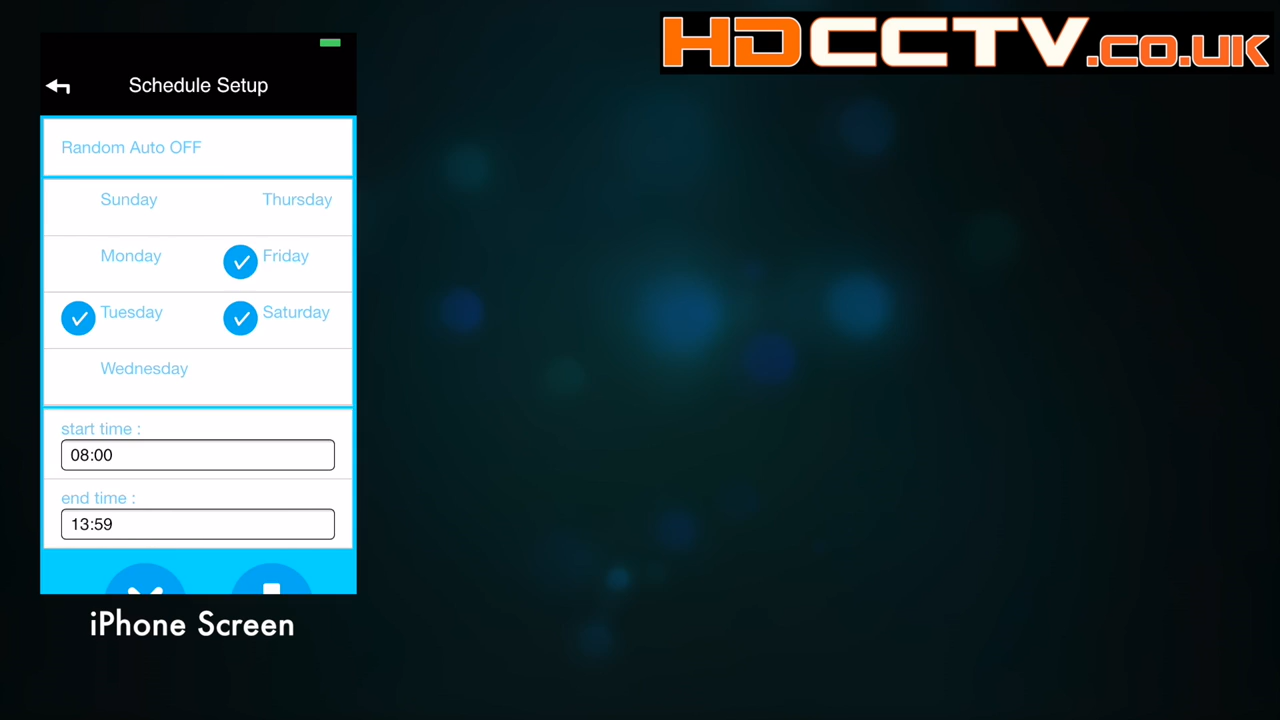 HDCCTV.co.uk
Schedule Setup
Random Auto OFF
Sunday Thursday
Monday Friday
Tuesday Saturday
Wednesday
start time :
08:00
end time :
13:59
iPhone Screen